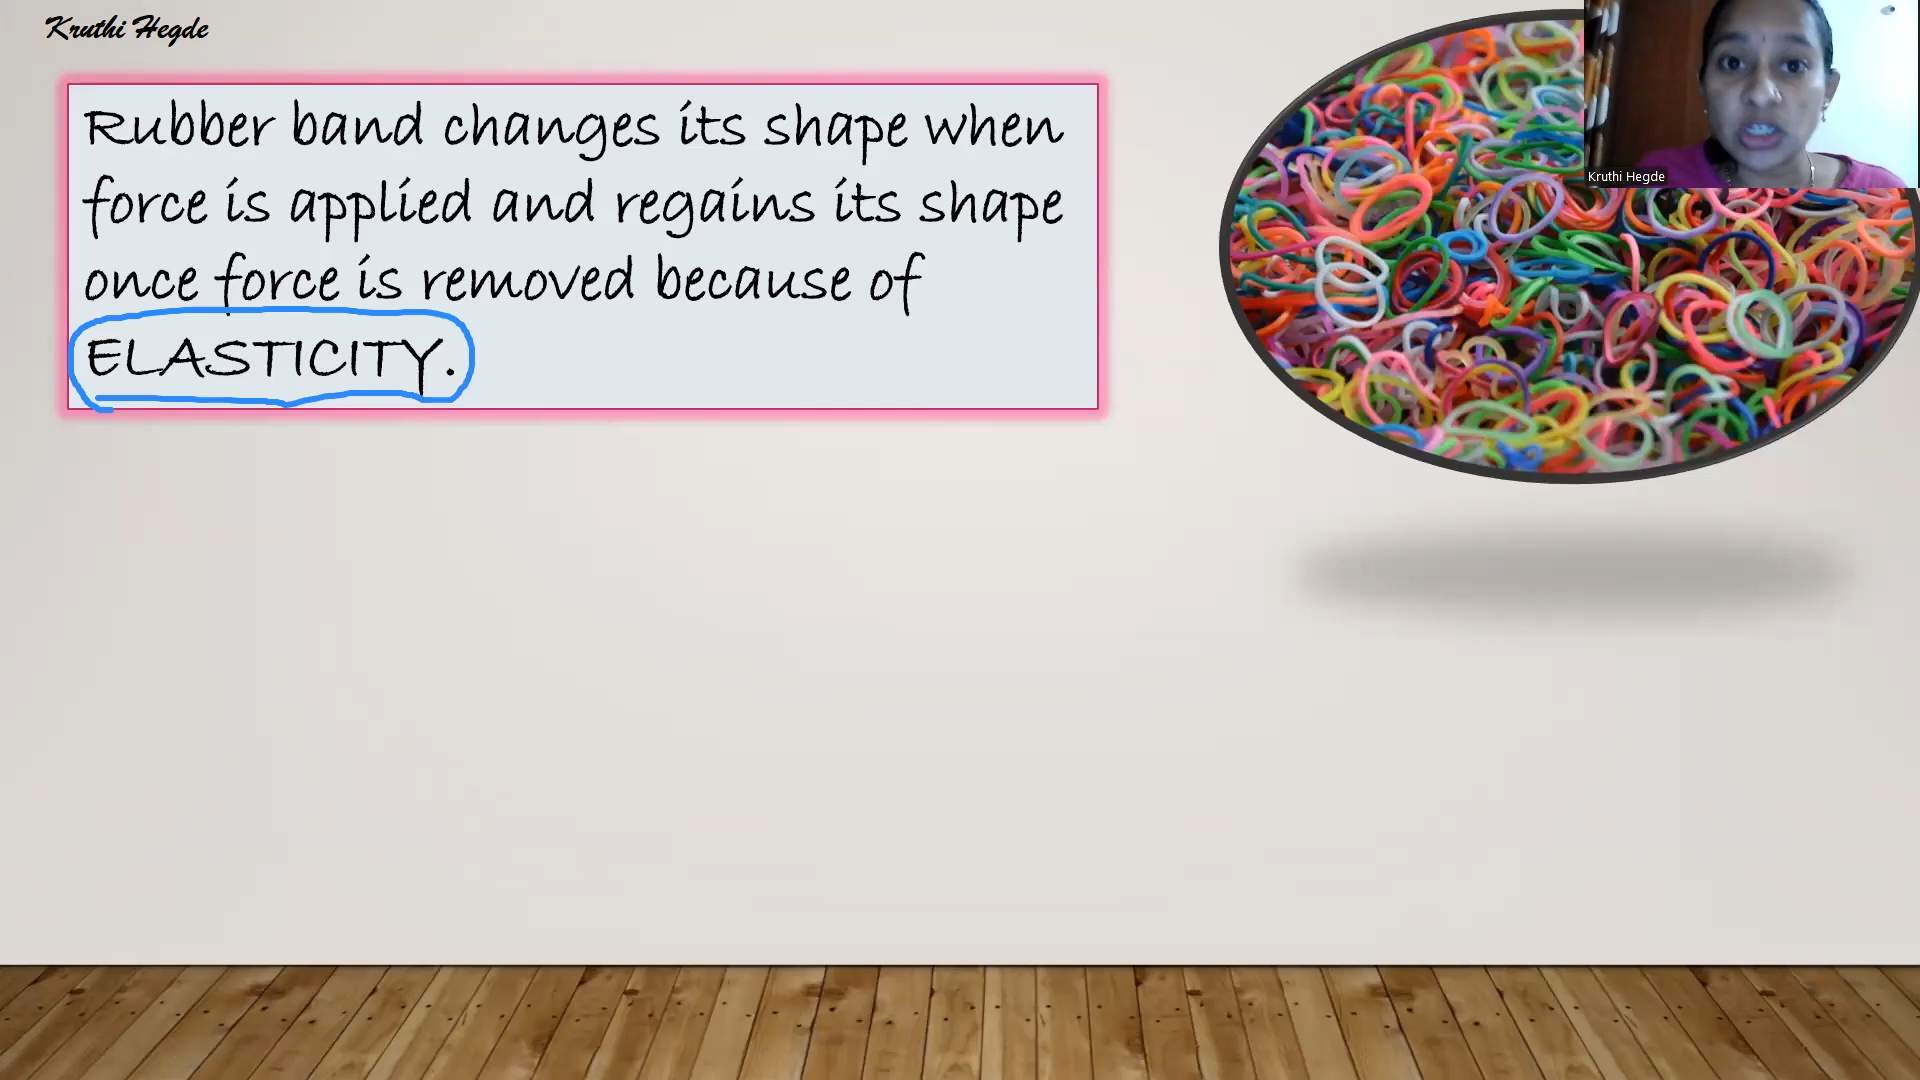 Kruthi Hegde
Rubber band changes its shape when
force is applied and regains its shape
once force is removed because of
ELASTICITY.
Kruthi Hegde